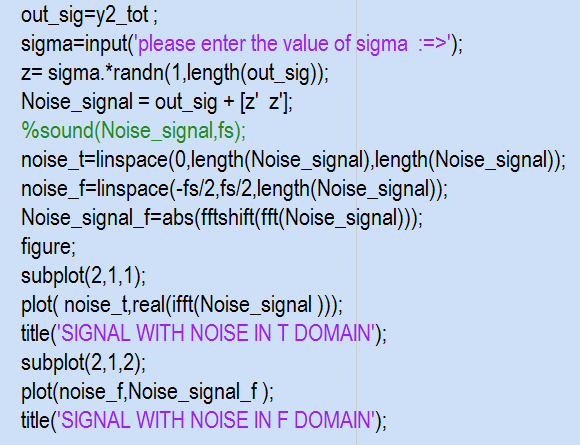 out_sig=y2_tot ;
sigma=input('please enter the value of sigma  :=>');
z= sigma.*randn(1,length(out_sig));
Noise_signal = out_sig + [z'  z'];
%sound(Noise_signal,fs);
noise_t=linspace(0,length(Noise_signal),length(Noise_signal));
noise_f=linspace(-fs/2,fs/2,length(Noise_signal));
Noise_signal_f=abs(fftshift(fft(Noise_signal)));
figure;
subplot(2,1,1);
plot( noise_t,real(ifft(Noise_signal )));
title('SIGNAL WITH NOISE IN T DOMAIN');
subplot(2,1,2);
plot(noise_f,Noise_signal_f );
title('SIGNAL WITH NOISE IN F DOMAIN');